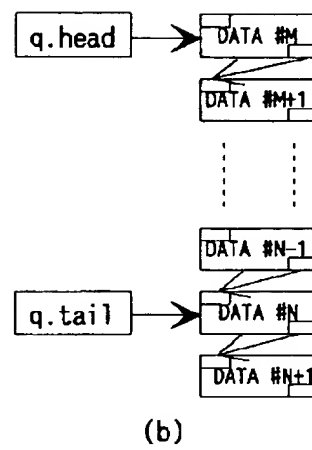 q.head
DATA #M
DATA #M+1
DATA #N-1
q.tail
DATA #N
DATA #N+1
(b)